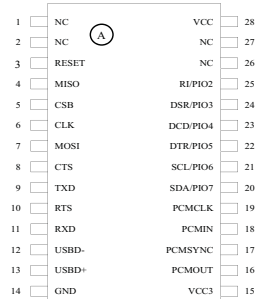 1 NC VCC 28
2 NC NC 27
A
3 RESET NC 26
4 MISO RI/PIO2 25
5 CSB DSR/PIO3 24
6 CLK DCD/PIO4 23
7 MOSI DTR/PIO5 22
8 CTS SCL/PIO6 21
9 TXD SDA/PIO7 20
10 RTS PCMCLK 19
11 RXD PCMIN 18
12 USBD- PCMSYNC 17
13 USBD+ PCMOUT 16
14 GND VCC3 15